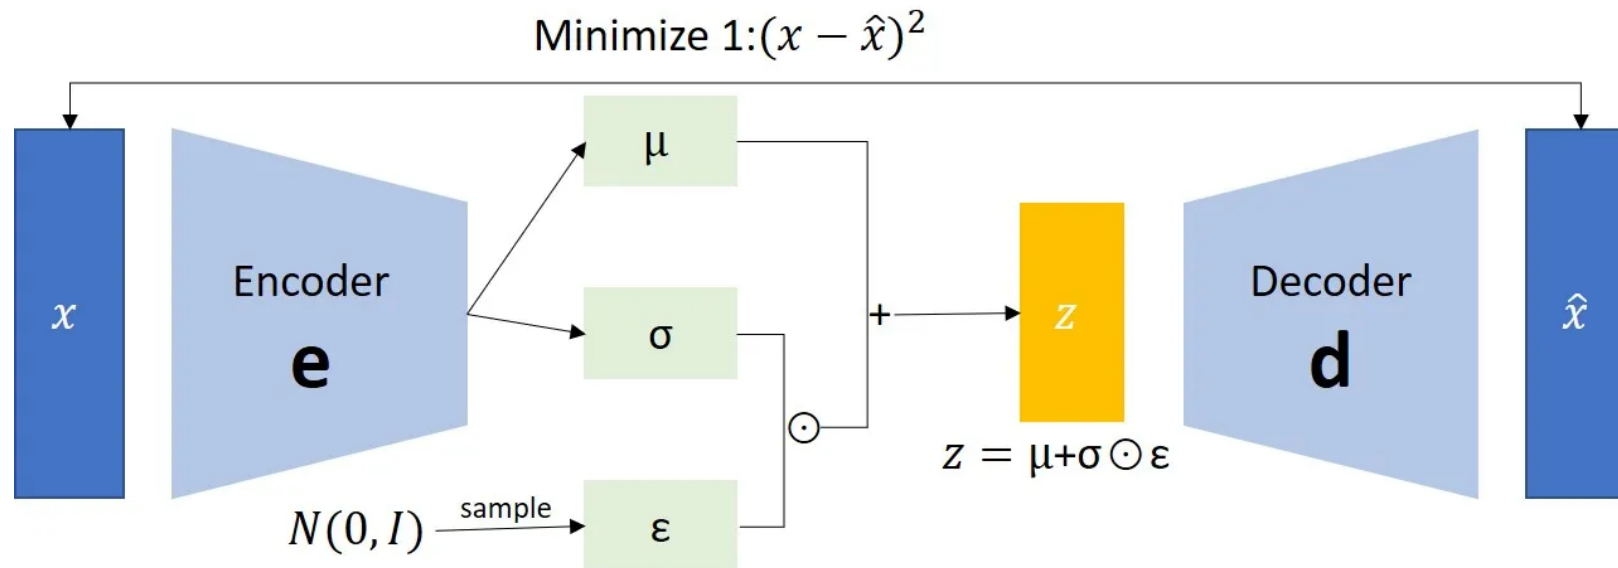 Minimize 1:(x − x̂)²
x
Encoder
e
μ
σ
N(0, I)
sample
ε
⊙
+
z
z = μ+σ⊙ε
Decoder
d
x̂